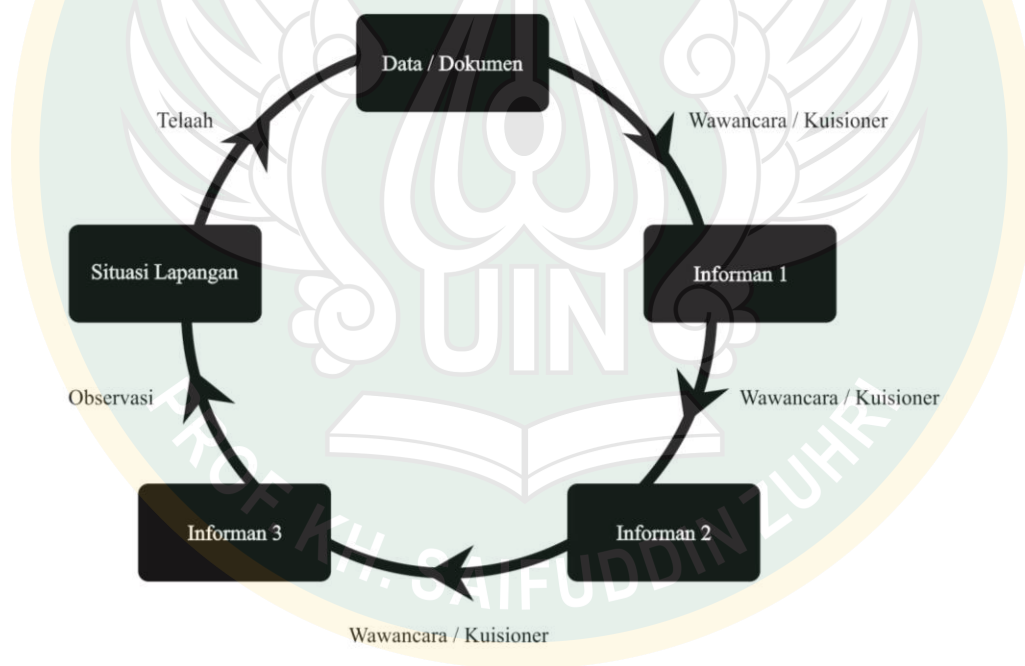 Data / Dokumen
Telaah
Wawancara / Kuisioner
Situasi Lapangan
Informan 1
Observasi
Wawancara / Kuisioner
Informan 3
Informan 2
Wawancara / Kuisioner
UIN
PROF. KH. SAIFUDDIN ZUHRI